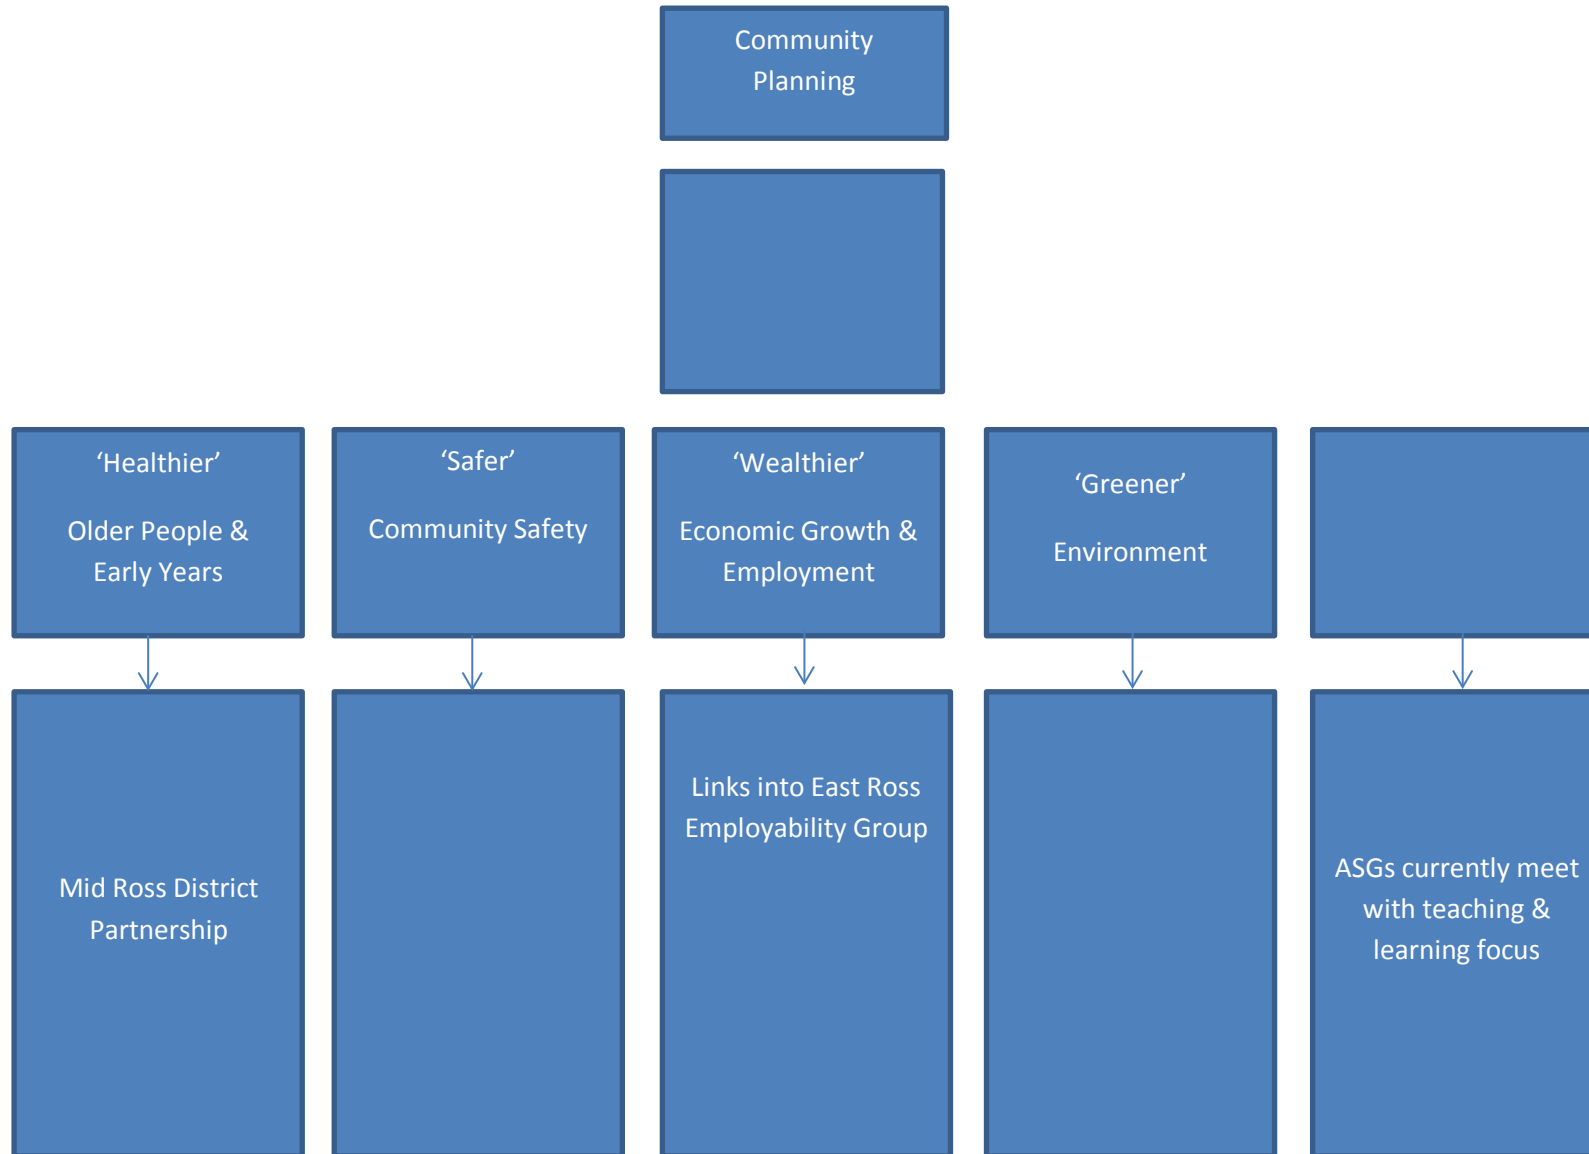 Community
Planning
‘Healthier’
Older People &
Early Years
‘Safer’
Community Safety
‘Wealthier’
Economic Growth &
Employment
‘Greener’
Environment
Mid Ross District
Partnership
Links into East Ross
Employability Group
ASGs currently meet
with teaching &
learning focus